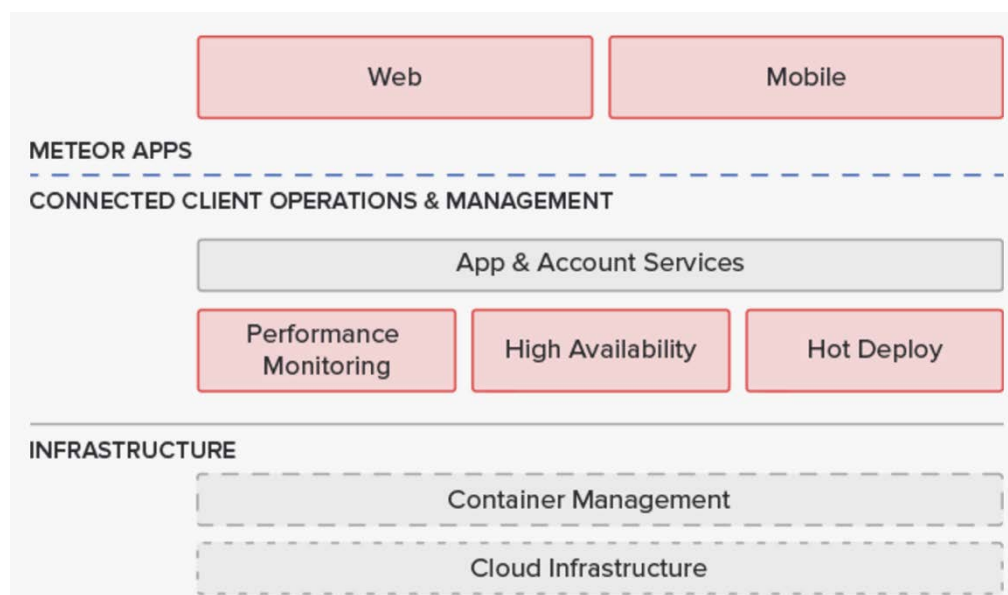 Web
Mobile
METEOR APPS
CONNECTED CLIENT OPERATIONS & MANAGEMENT
App & Account Services
Performance
Monitoring
High Availability
Hot Deploy
INFRASTRUCTURE
Container Management
Cloud Infrastructure